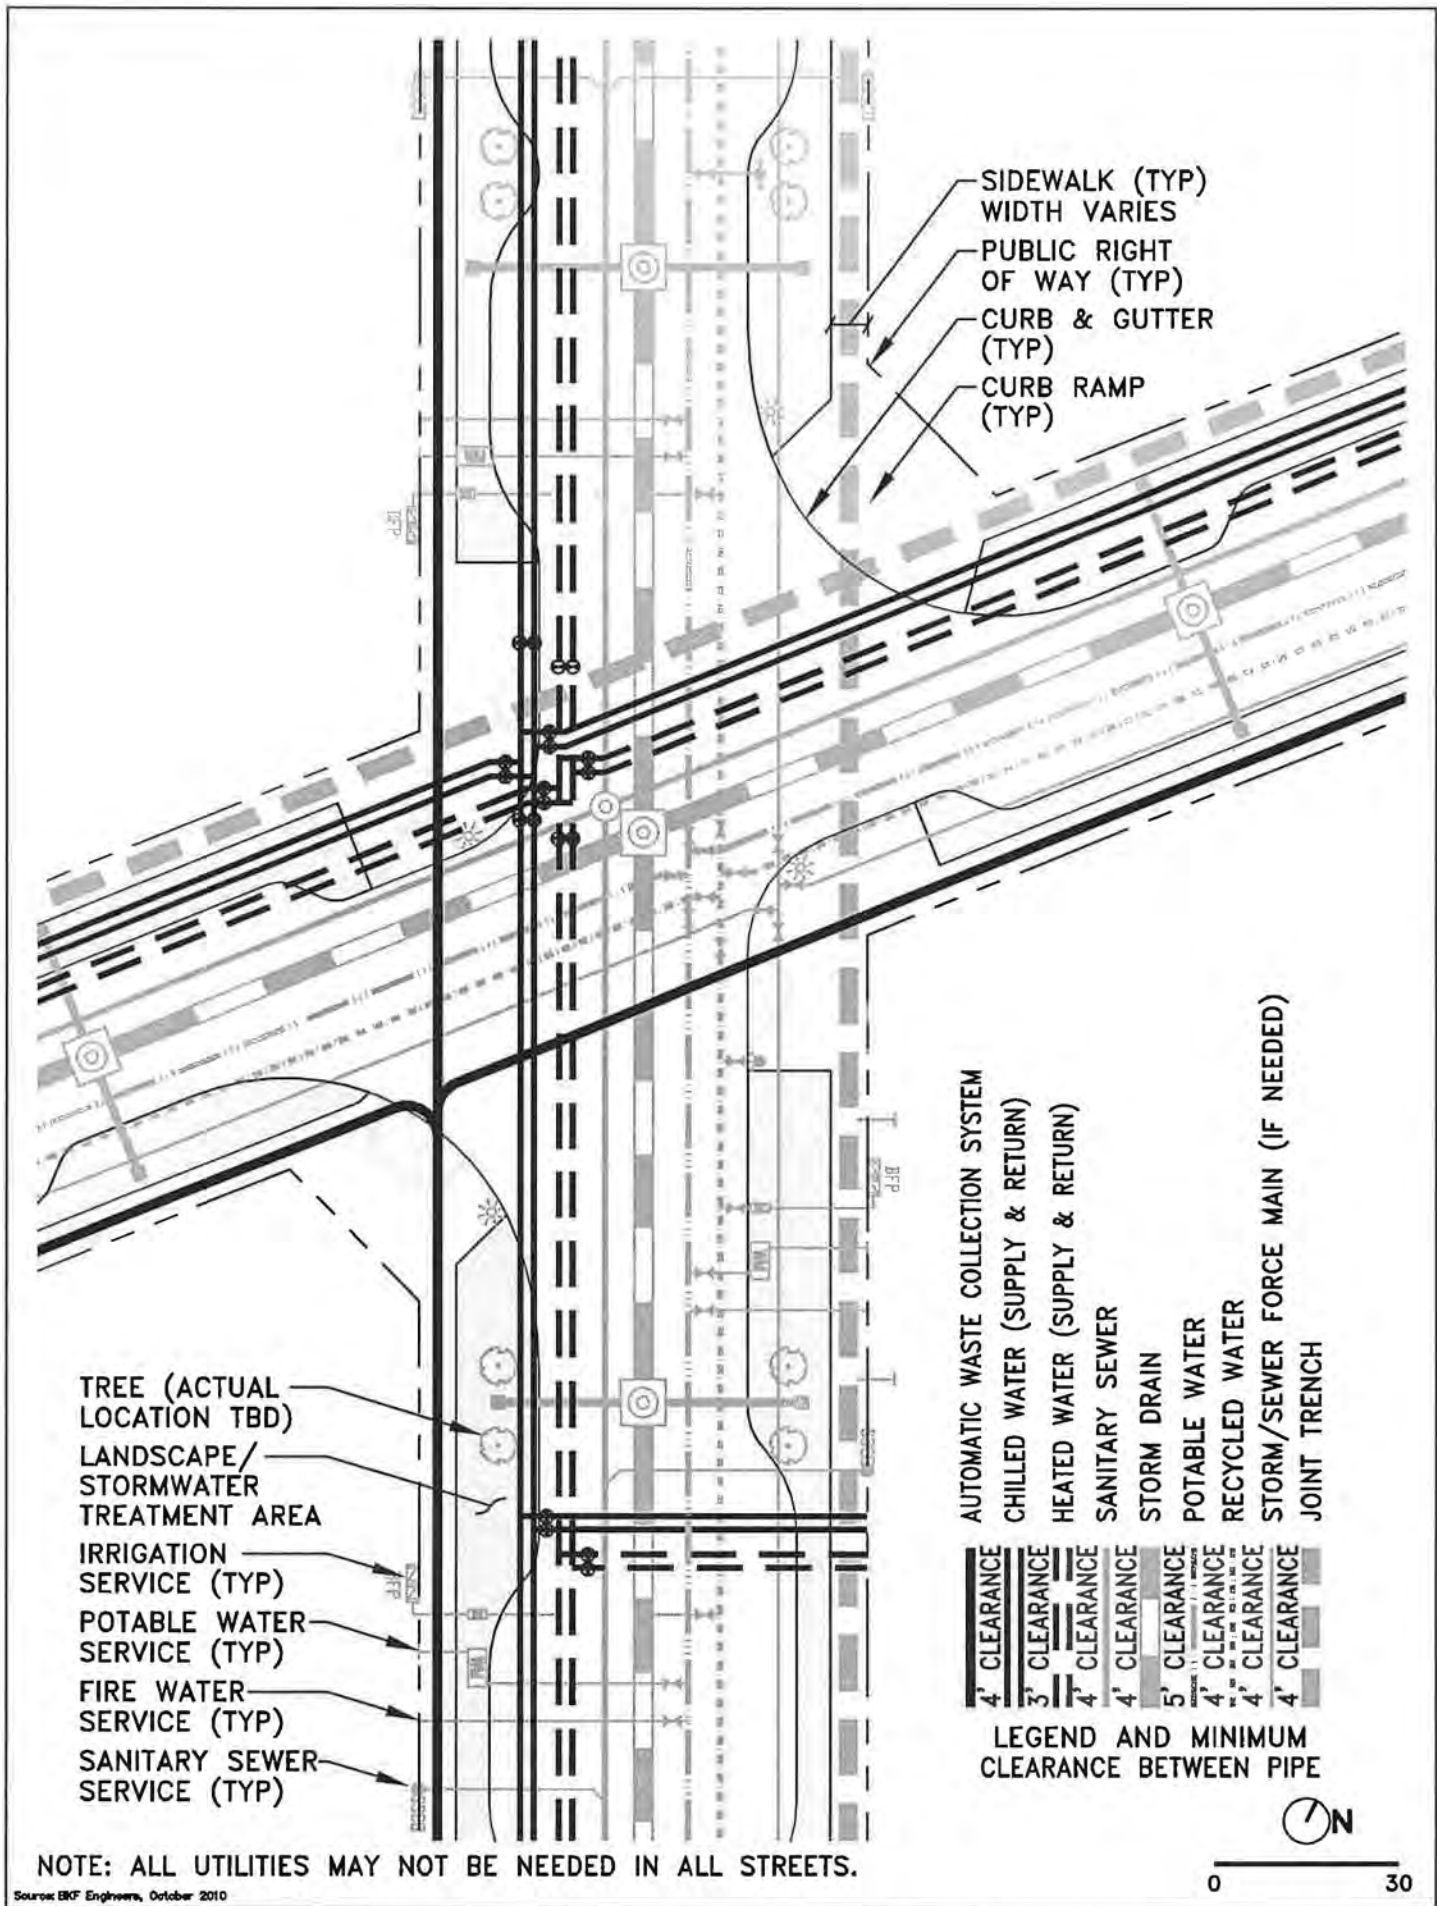 SIDEWALK (TYP)
WIDTH VARIES
PUBLIC RIGHT
OF WAY (TYP)
CURB & GUTTER
(TYP)
CURB RAMP
(TYP)
BFP
BFP
TREE (ACTUAL
LOCATION TBD)
LANDSCAPE/
STORMWATER
TREATMENT AREA
IRRIGATION
SERVICE (TYP)
POTABLE WATER
SERVICE (TYP)
FIRE WATER
SERVICE (TYP)
SANITARY SEWER
SERVICE (TYP)
AUTOMATIC WASTE COLLECTION SYSTEM
CHILLED WATER (SUPPLY & RETURN)
HEATED WATER (SUPPLY & RETURN)
SANITARY SEWER
STORM DRAIN
POTABLE WATER
RECYCLED WATER
STORM/SEWER FORCE MAIN (IF NEEDED)
JOINT TRENCH
4' CLEARANCE
3' CLEARANCE
4' CLEARANCE
4' CLEARANCE
5' CLEARANCE
4' CLEARANCE
4' CLEARANCE
4' CLEARANCE
LEGEND AND MINIMUM
CLEARANCE BETWEEN PIPE
N
0 30
NOTE: ALL UTILITIES MAY NOT BE NEEDED IN ALL STREETS.
Source: BKF Engineers, October 2010